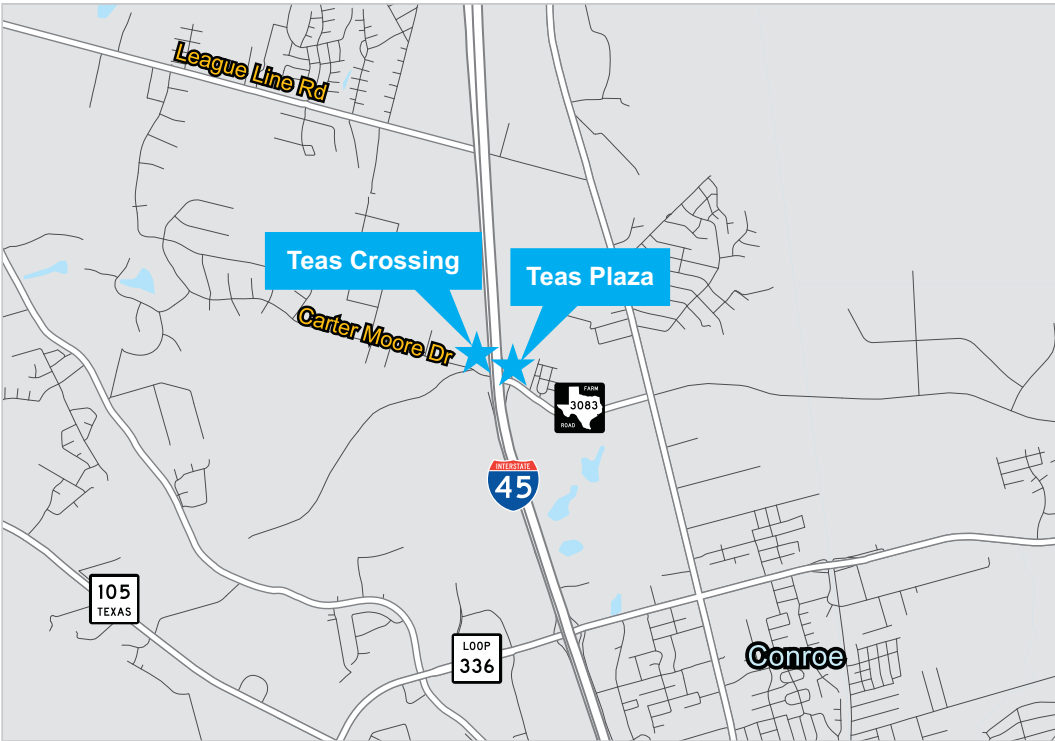 League Line Rd
Teas Crossing
Teas Plaza
Carter Moore Dr
FARM
3083
ROAD
INTERSTATE
45
105
TEXAS
LOOP
336
Conroe